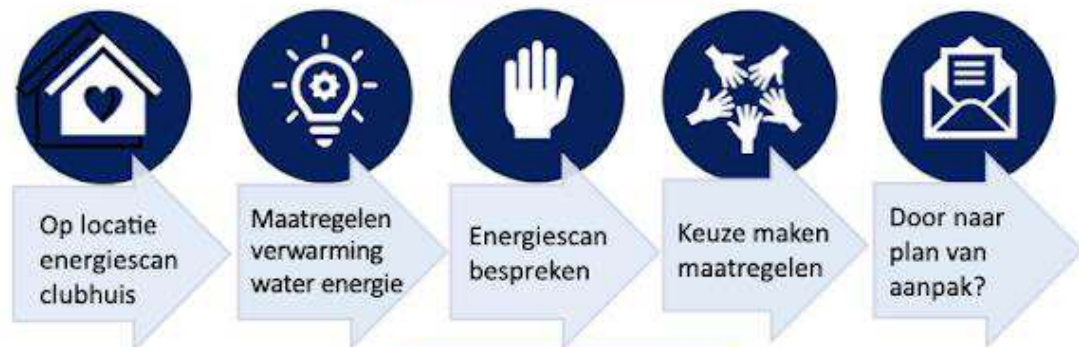 Op locatie
energiescan
clubhuis
Maatregelen
verwarming
water energie
Energiescan
bespreken
Keuze maken
maatregelen
Door naar
plan van
aanpak?